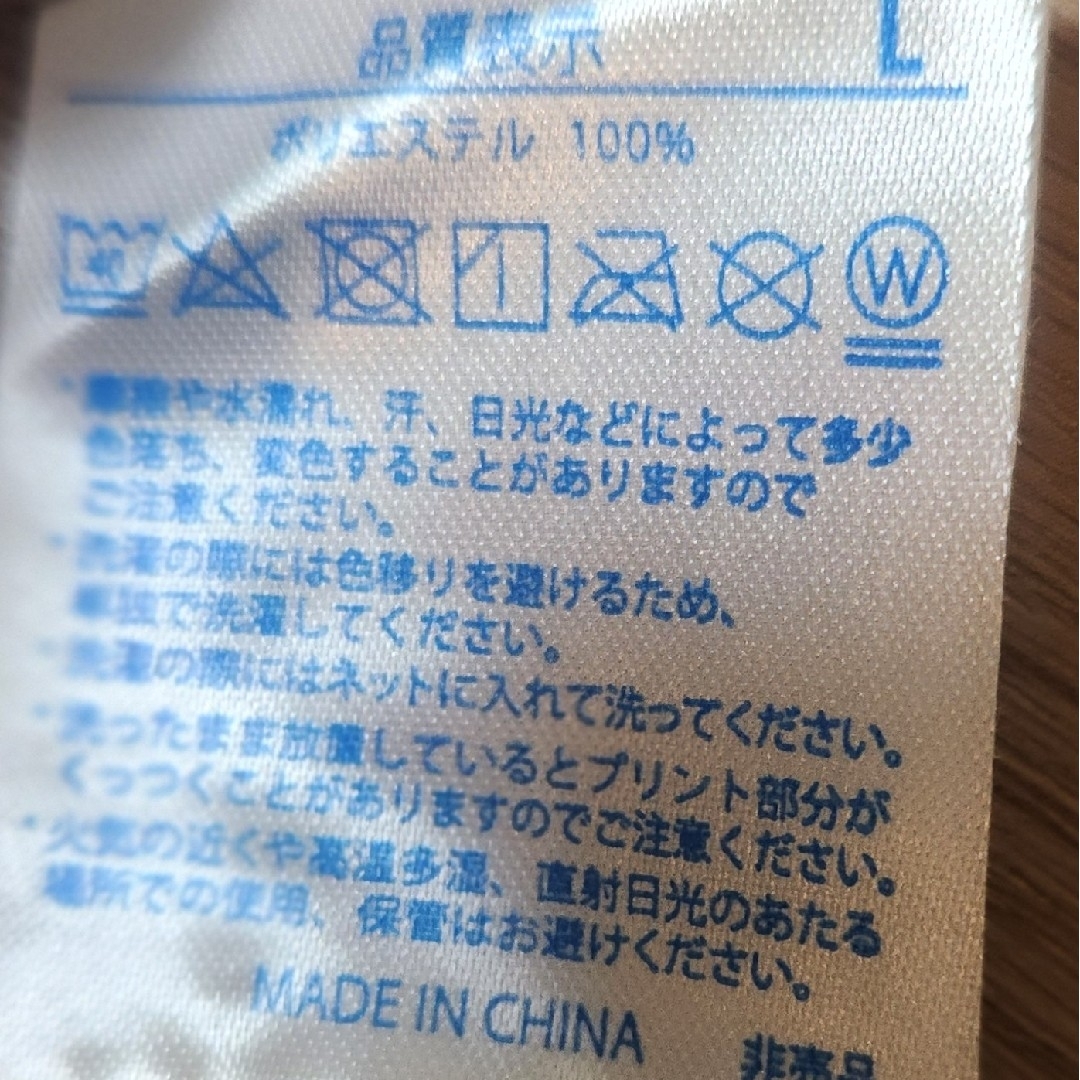 品質表示 L
ポリエステル 100%
40
W
・摩擦や水濡れ、汗、日光などによって多少
色落ち、変色することがありますので
ご注意ください。
・洗濯の際には色移りを避けるため、
単独で洗濯してください。
・洗濯の際にはネットに入れて洗ってください。
・洗ったまま放置しているとプリント部分が
くっつくことがありますのでご注意ください。
・火気の近くや高温多湿、直射日光のあたる
場所での使用、保管はお避けください。
MADE IN CHINA
非売品